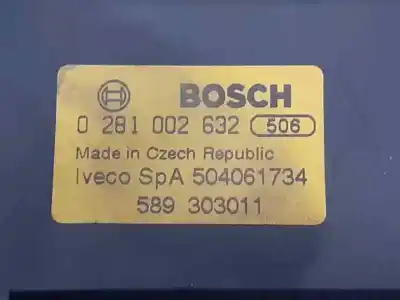 BOSCH
0 281 002 632 506
Made in Czech Republic
Iveco SpA 504061734
589 303011